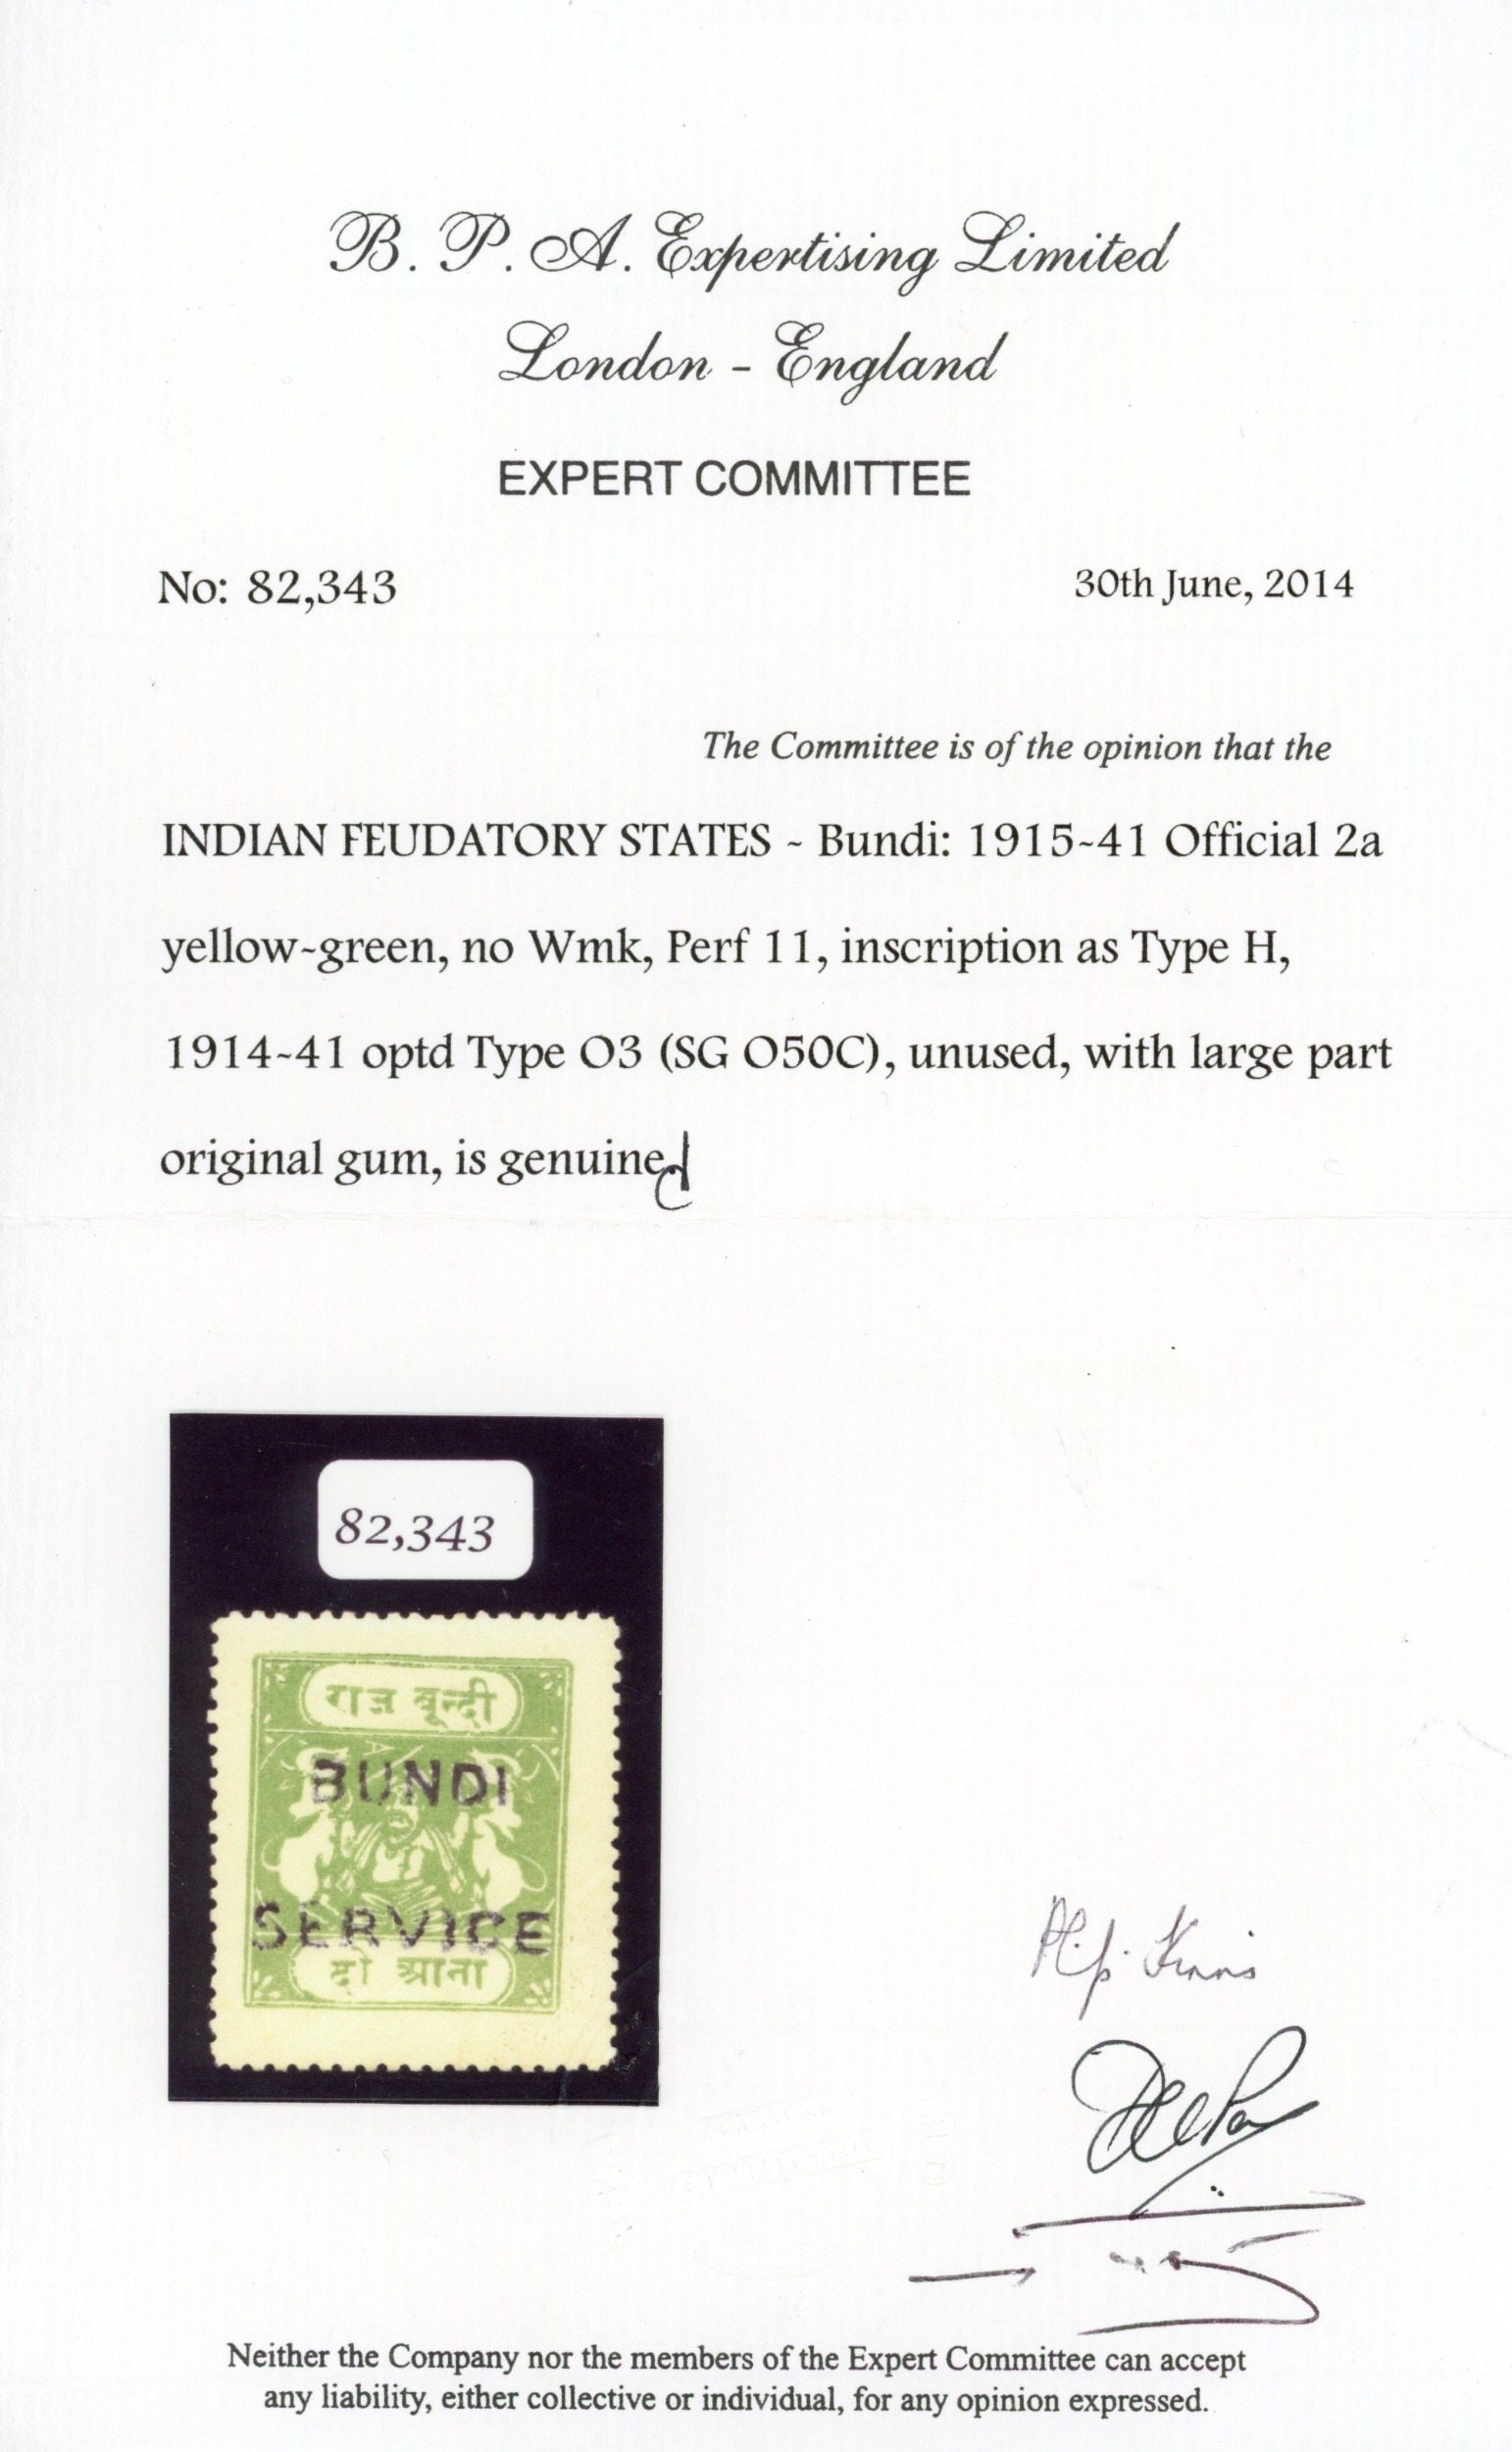 B. P. A. Expertising Limited
London - England
EXPERT COMMITTEE
No: 82,343
30th June, 2014
The Committee is of the opinion that the
INDIAN FEUDATORY STATES ~ Bundi: 1915~41 Official 2a
yellow~green, no Wmk, Perf 11, inscription as Type H,
1914~41 optd Type O3 (SG O50C), unused, with large part
original gum, is genuine
82,343
राज बून्दी
BUNDI
SERVICE
दो आना
Neither the Company nor the members of the Expert Committee can accept
any liability, either collective or individual, for any opinion expressed.